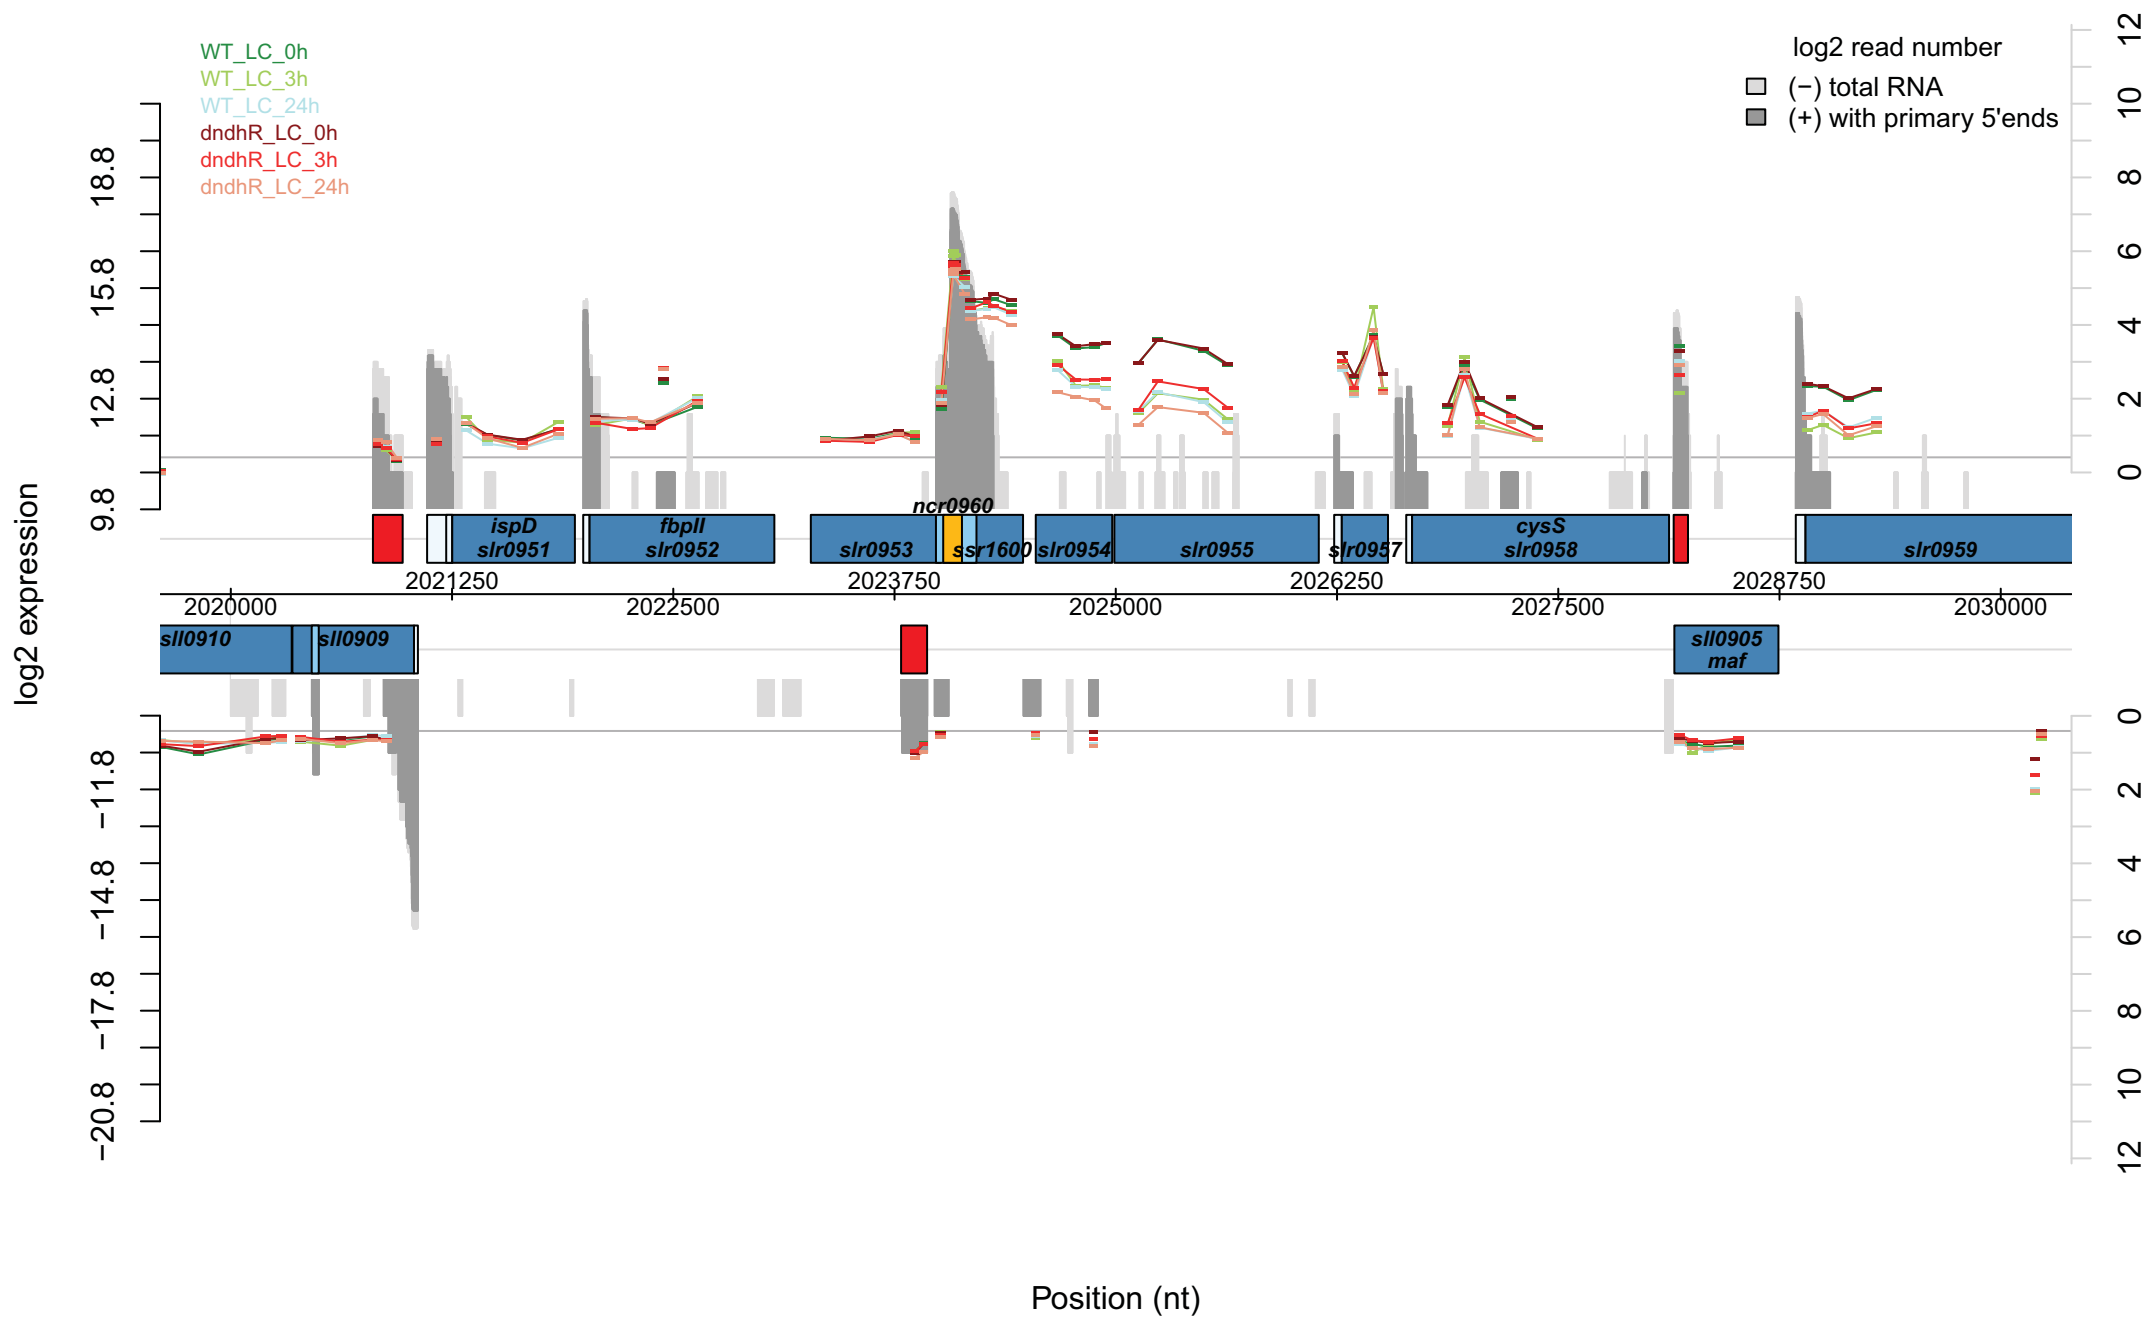 WT_LC_0h
WT_LC_3h
WT_LC_24h
dndhR_LC_0h
dndhR_LC_3h
dndhR_LC_24h
log2 read number
(−) total RNA
(+) with primary 5'ends
12
10
8
6
4
2
0
18.8
15.8
12.8
9.8
log2 expression
ncr0960
ispD
fbpII
cysS
slr0951
slr0952
slr0953
ssr1600
slr0954
slr0955
slr0957
slr0958
slr0959
2021250
2023750
2026250
2028750
2020000
2022500
2025000
2027500
2030000
sll0910
sll0909
sll0905
maf
−11.8
−14.8
−17.8
−20.8
0
2
4
6
8
10
12
Position (nt)